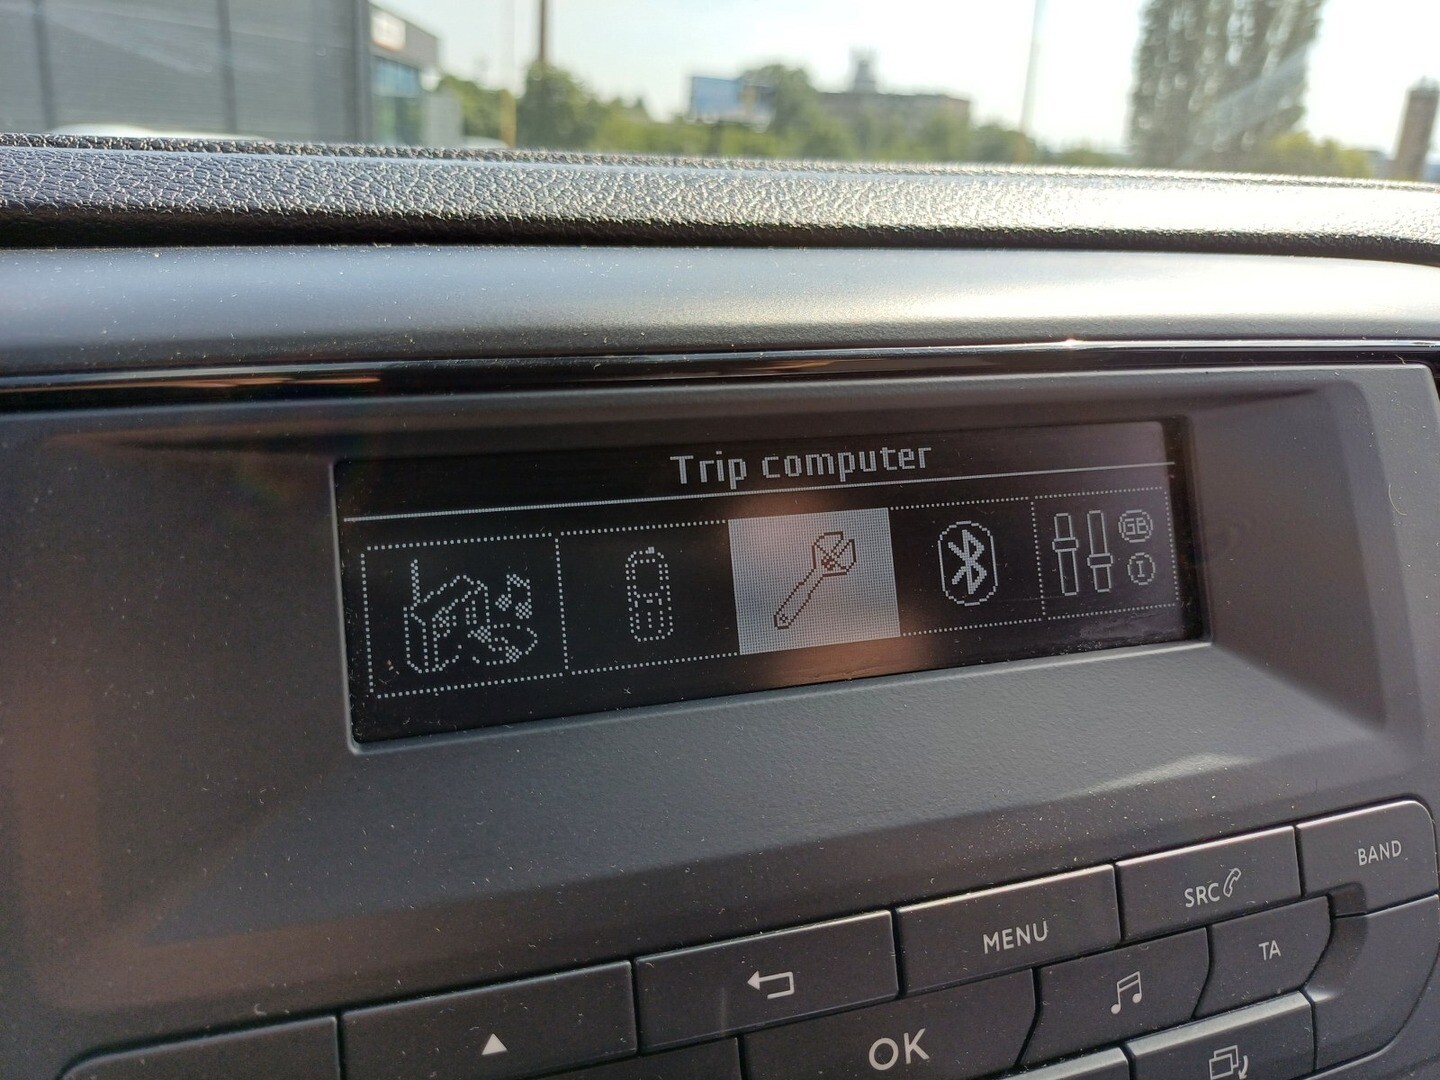 Trip computer
GB
I
BAND
SRC
MENU
TA
OK